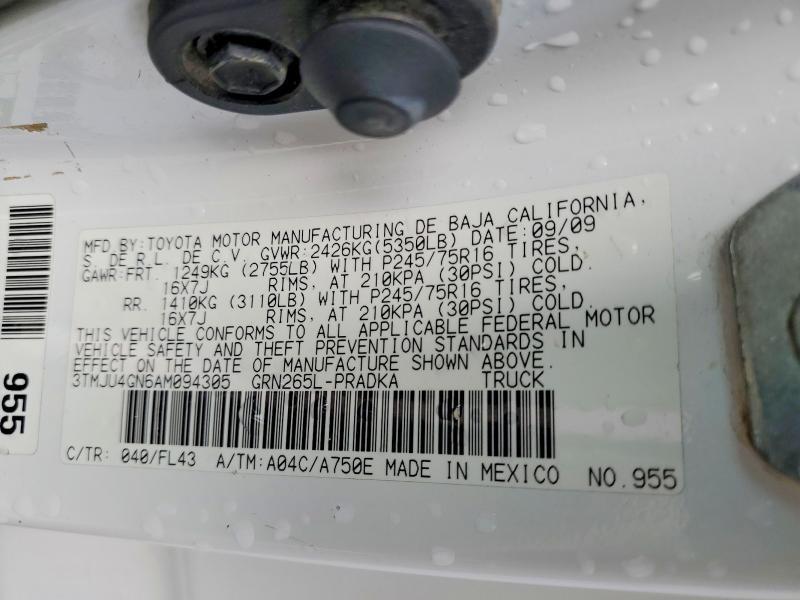 MFD.BY:TOYOTA MOTOR MANUFACTURING DE BAJA CALIFORNIA,
S. DE R.L. DE C.V. GVWR:2426KG(5350LB) DATE:09/09
GAWR:FRT. 1249KG (2755LB) WITH P245/75R16 TIRES,
16X7J RIMS, AT 210KPA (30PSI) COLD.
RR. 1410KG (3110LB) WITH P245/75R16 TIRES,
16X7J RIMS, AT 210KPA (30PSI) COLD.
THIS VEHICLE CONFORMS TO ALL APPLICABLE FEDERAL MOTOR
VEHICLE SAFETY AND THEFT PREVENTION STANDARDS IN
EFFECT ON THE DATE OF MANUFACTURE SHOWN ABOVE.
3TMJU4GN6AM094305 GRN265L-PRADKA TRUCK
C/TR: 040/FL43 A/TM:A04C/A750E MADE IN MEXICO NO.955
955